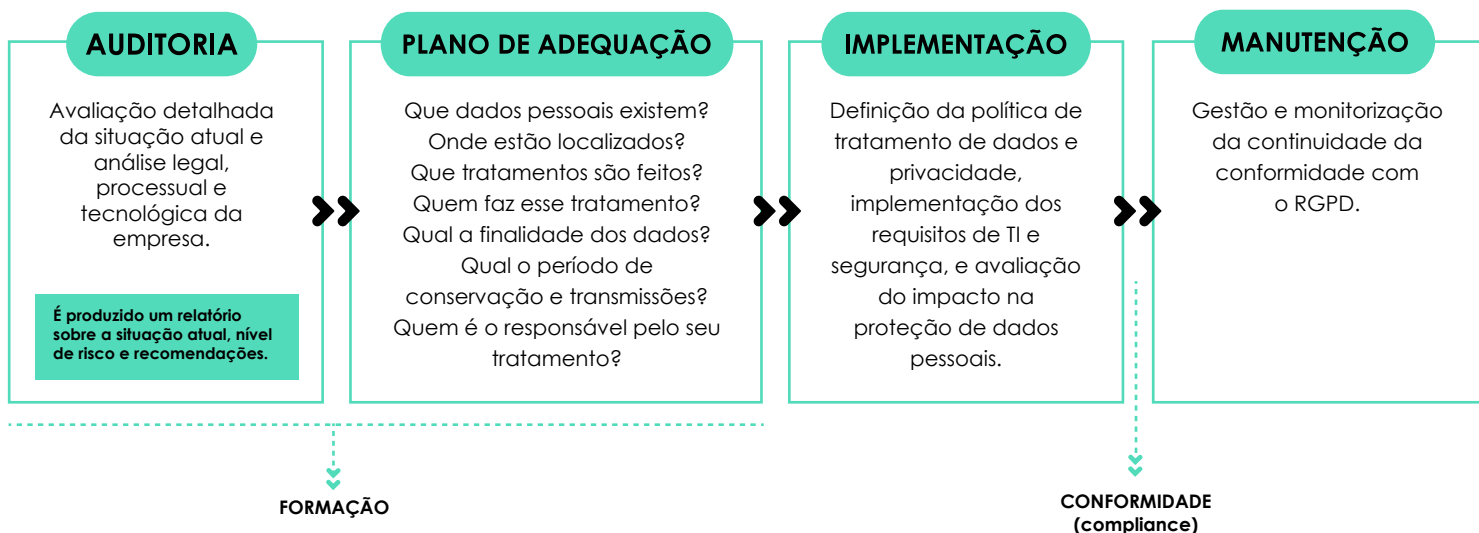 AUDITORIA
Avaliação detalhada
da situação atual e
análise legal,
processual e
tecnológica da
empresa.
É produzido um relatório
sobre a situação atual, nível
de risco e recomendações.
PLANO DE ADEQUAÇÃO
Que dados pessoais existem?
Onde estão localizados?
Que tratamentos são feitos?
Quem faz esse tratamento?
Qual a finalidade dos dados?
Qual o período de
conservação e transmissões?
Quem é o responsável pelo seu
tratamento?
IMPLEMENTAÇÃO
Definição da política de
tratamento de dados e
privacidade,
implementação dos
requisitos de TI e
segurança, e avaliação
do impacto na
proteção de dados
pessoais.
MANUTENÇÃO
Gestão e monitorização
da continuidade da
conformidade com
o RGPD.
FORMAÇÃO
CONFORMIDADE
(compliance)